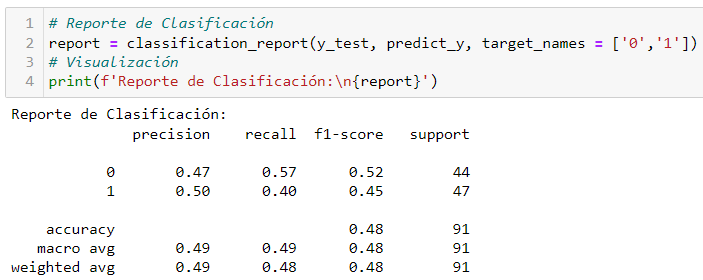 1 # Reporte de Clasificación
2 report = classification_report(y_test, predict_y, target_names = ['0','1'])
3 # Visualización
4 print(f'Reporte de Clasificación:\n{report}')
Reporte de Clasificación:
precision recall f1-score support
0 0.47 0.57 0.52 44
1 0.50 0.40 0.45 47
accuracy 0.48 91
macro avg 0.49 0.49 0.48 91
weighted avg 0.49 0.48 0.48 91